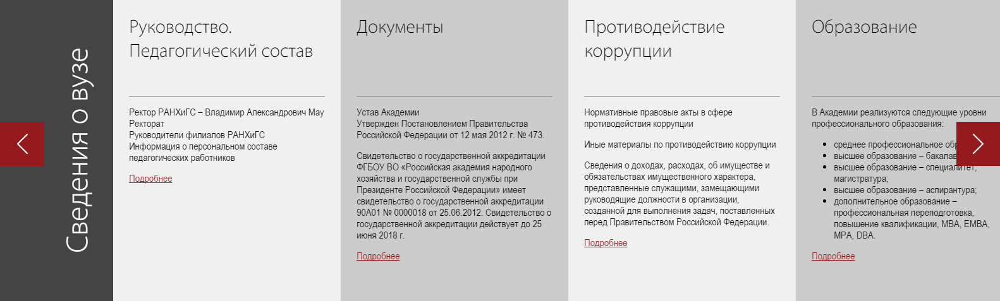 Сведения о вузе
Руководство.
Педагогический состав
Ректор РАНХиГС – Владимир Александрович Мау
Ректорат
Руководители филиалов РАНХиГС
Информация о персональном составе
педагогических работников
Подробнее
Документы
Устав Академии
Утвержден Постановлением Правительства
Российской Федерации от 12 мая 2012 г. № 473.
Свидетельство о государственной аккредитации
ФГБОУ ВО «Российская академия народного
хозяйства и государственной службы при
Президенте Российской Федерации» имеет
свидетельство о государственной аккредитации
90А01 № 0000018 от 25.06.2012. Свидетельство о
государственной аккредитации действует до 25
июня 2018 г.
Подробнее
Противодействие
коррупции
Нормативные правовые акты в сфере
противодействия коррупции
Иные материалы по противодействию коррупции
Сведения о доходах, расходах, об имуществе и
обязательствах имущественного характера,
представленные служащими, замещающими
руководящие должности в организации,
созданной для выполнения задач, поставленных
перед Правительством Российской Федерации.
Подробнее
Образование
В Академии реализуются следующие уровни
профессионального образования:
среднее профессиональное
высшее образование –
высшее образование – специалитет,
магистратура;
высшее образование – аспирантура;
дополнительное образование –
профессиональная переподготовка,
повышение квалификации, MBA, EMBA,
MPA, DBA.
Подробнее